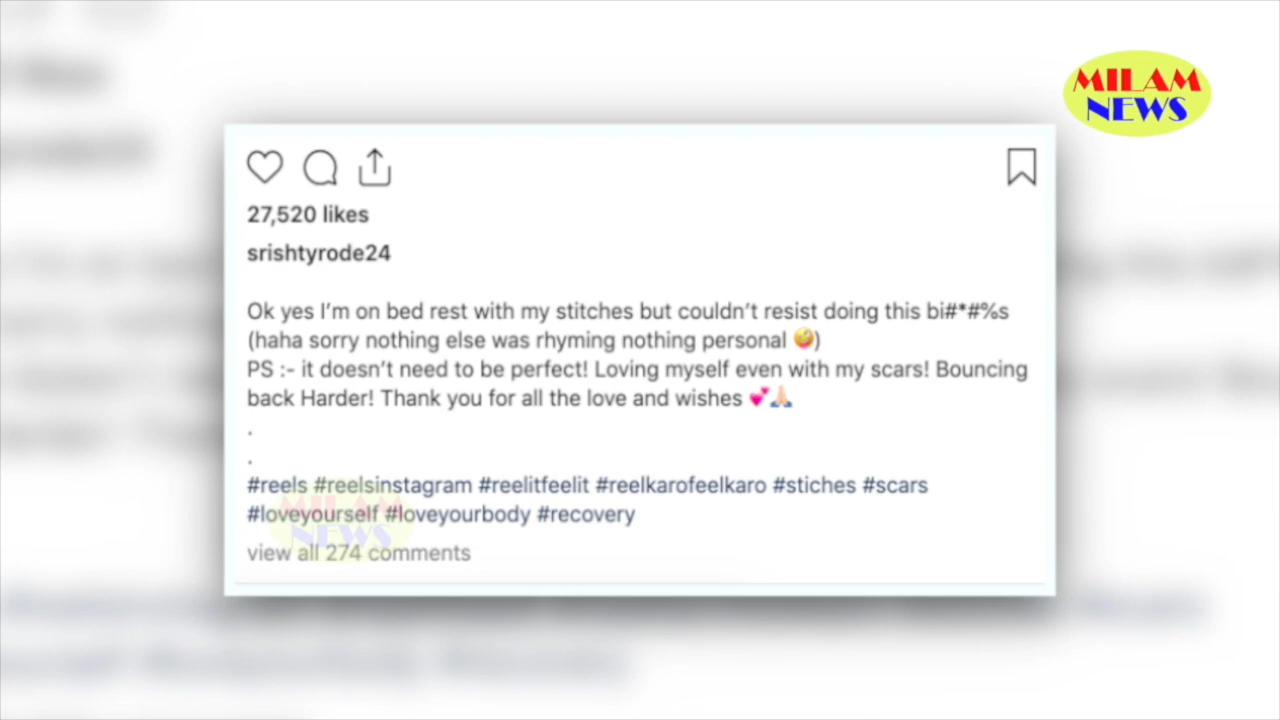 MILAM
NEWS
27,520 likes
srishtyrode24
Ok yes I’m on bed rest with my stitches but couldn’t resist doing this bi#*#%s
(haha sorry nothing else was rhyming nothing personal 🤪)
PS :- it doesn’t need to be perfect! Loving myself even with my scars! Bouncing
back Harder! Thank you for all the love and wishes 💕🙏🏻
.
.
#reels #reelsinstagram #reelitfeelit #reelkarofeelkaro #stiches #scars
#loveyourself #loveyourbody #recovery
MILAM
NEWS
view all 274 comments